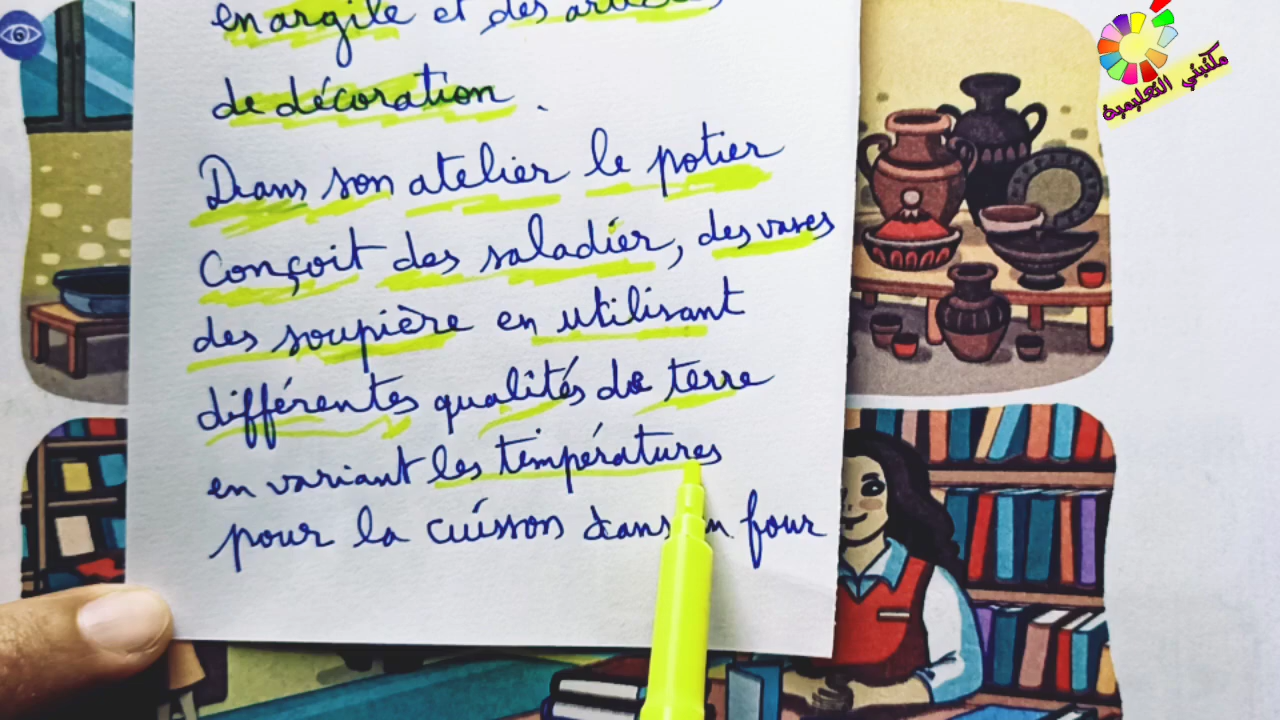 en argile et des articles
de décoration .
Dans son atelier le potier
Conçoit des saladier, des vases
des soupière en utilisant
différentes qualités de terre
en variant les températures
pour la cuisson dans un four
مكتبتي التعليمية